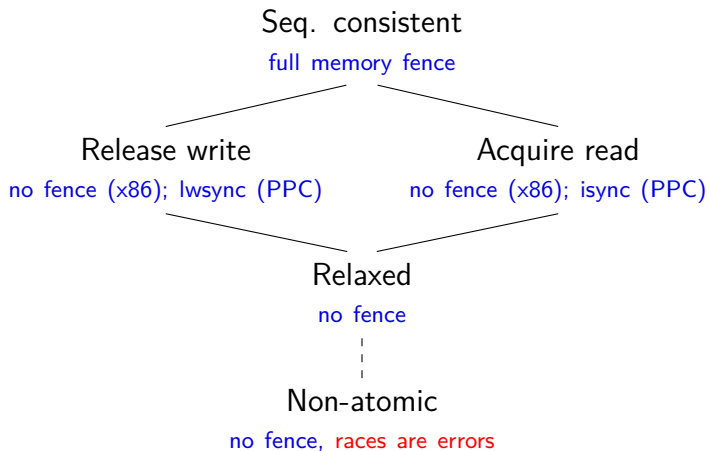 Seq. consistent
full memory fence
Release write
no fence (x86); lwsync (PPC)
Acquire read
no fence (x86); isync (PPC)
Relaxed
no fence
Non-atomic
no fence, races are errors